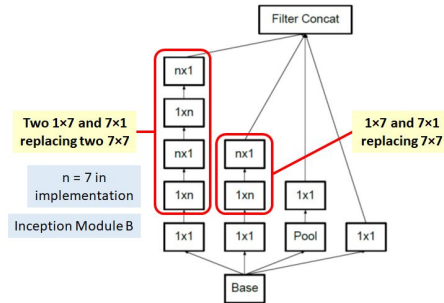 Filter Concat
nx1
Two 1×7 and 7×1
replacing two 7×7
1xn
1×7 and 7×1
replacing 7×7
nx1
nx1
n = 7 in
implementation
1xn
1xn
1x1
Inception Module B
1x1
1x1
Pool
1x1
Base